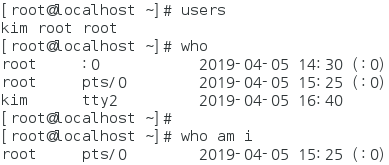 [root@localhost ~]# users
kim root root
[root@localhost ~]# who
root     :0           2019-04-05 14:30 (:0)
root     pts/0        2019-04-05 15:25 (:0)
kim      tty2         2019-04-05 16:40
[root@localhost ~]#
[root@localhost ~]# who am i
root     pts/0        2019-04-05 15:25 (:0)